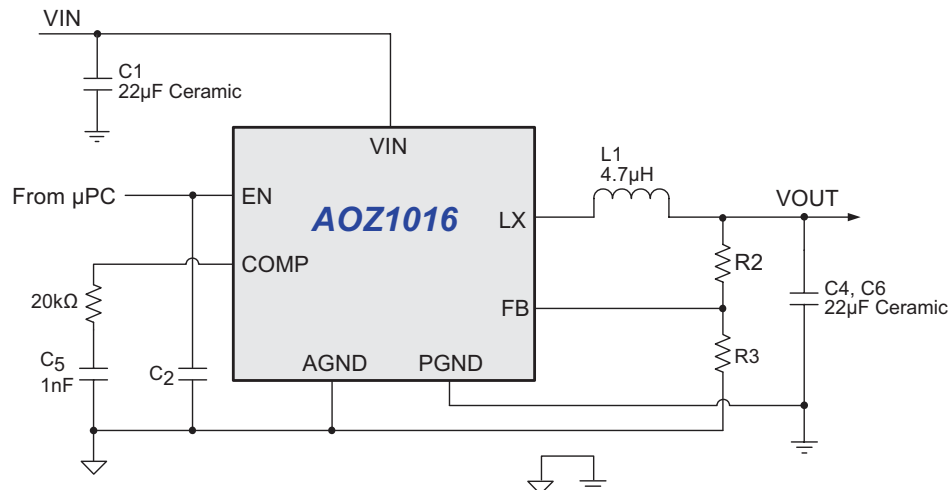 VIN
C1
22µF Ceramic
VIN
L1
4.7µH
From µPC
EN
AOZ1016
LX
VOUT
COMP
R2
20kΩ
FB
C4, C6
22µF Ceramic
C5
1nF
C2
AGND
PGND
R3